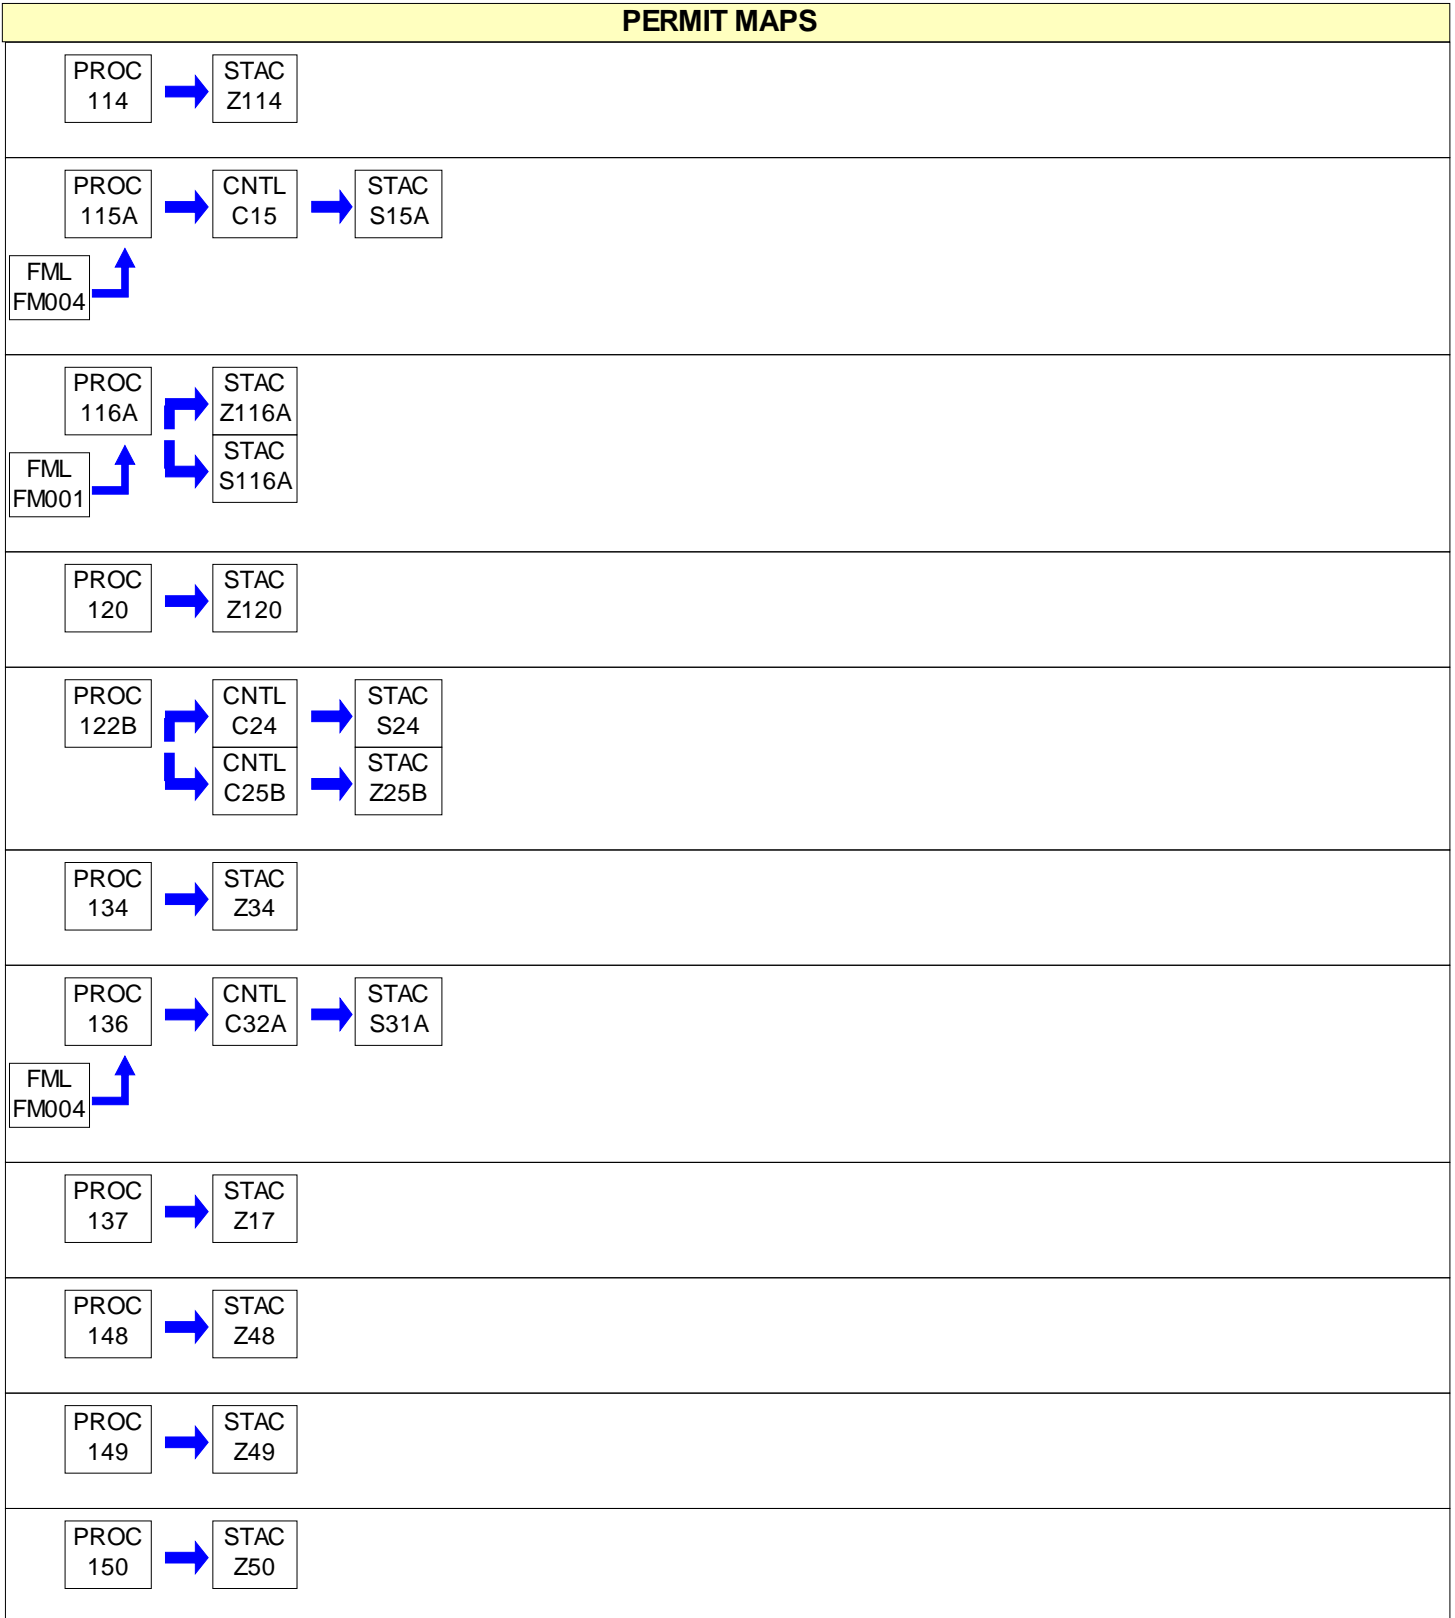 PERMIT MAPS
PROC
114
STAC
Z114
PROC
115A
CNTL
C15
STAC
S15A
FML
FM004
PROC
116A
STAC
Z116A
STAC
S116A
FML
FM001
PROC
120
STAC
Z120
PROC
122B
CNTL
C24
STAC
S24
CNTL
C25B
STAC
Z25B
PROC
134
STAC
Z34
PROC
136
CNTL
C32A
STAC
S31A
FML
FM004
PROC
137
STAC
Z17
PROC
148
STAC
Z48
PROC
149
STAC
Z49
PROC
150
STAC
Z50